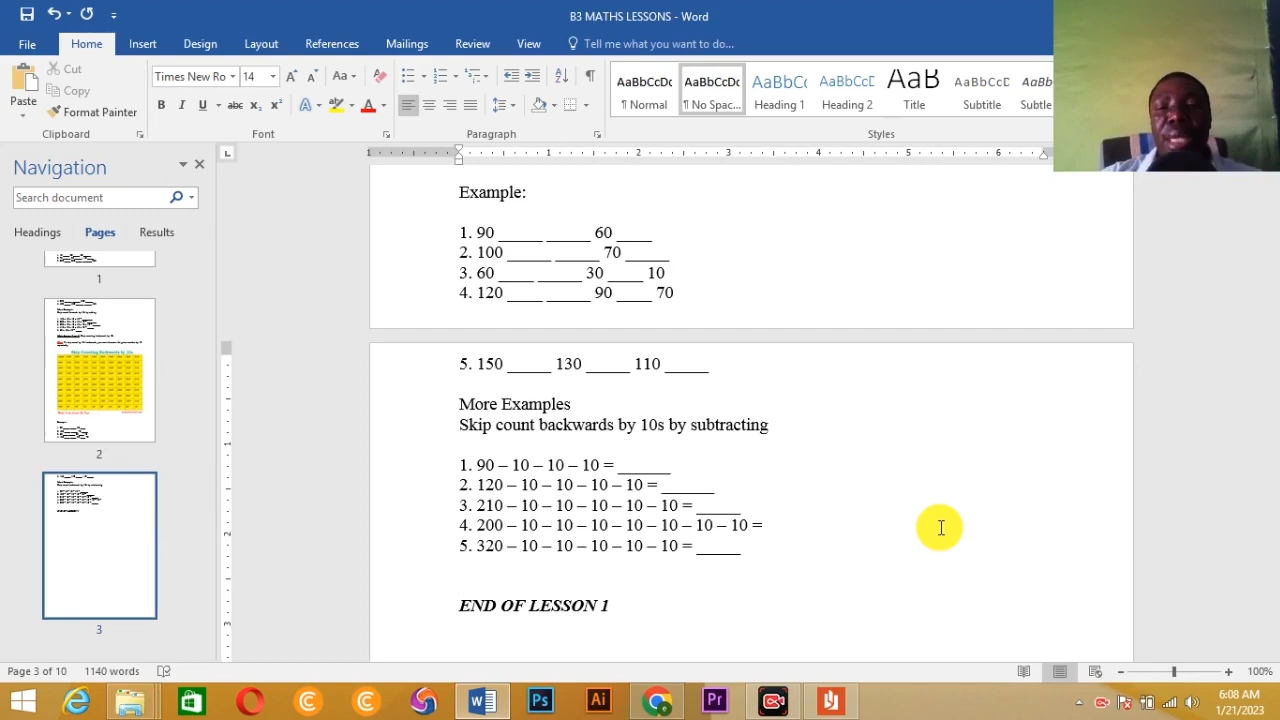 B3 MATHS LESSONS - Word
File Home Insert Design Layout References Mailings Review View Tell me what you want to do...
Paste
Cut
Copy
Format Painter
Times New Ro 14
Clipboard Font Paragraph Styles
AaBbCcDc AaBbCcDc AaBbCc AaBbCcD AaB AaBbCcD AaBbCcD
¶ Normal ¶ No Spac... Heading 1 Heading 2 Title Subtitle Subtle
Navigation
Search document
Headings Pages Results
1
2
3
Example:
1. 90 _____ _____ 60 ____
2. 100 _____ _____ 70 _____
3. 60 ____ _____ 30 ____ 10
4. 120 ____ _____ 90 ____ 70
5. 150 _____ 130 _____ 110 _____
More Examples
Skip count backwards by 10s by subtracting
1. 90 – 10 – 10 – 10 = ______
2. 120 – 10 – 10 – 10 – 10 = ______
3. 210 – 10 – 10 – 10 – 10 – 10 = _____
4. 200 – 10 – 10 – 10 – 10 – 10 – 10 – 10 =
5. 320 – 10 – 10 – 10 – 10 – 10 = _____
END OF LESSON 1
Page 3 of 10 1140 words
100%
6:08 AM
1/21/2023